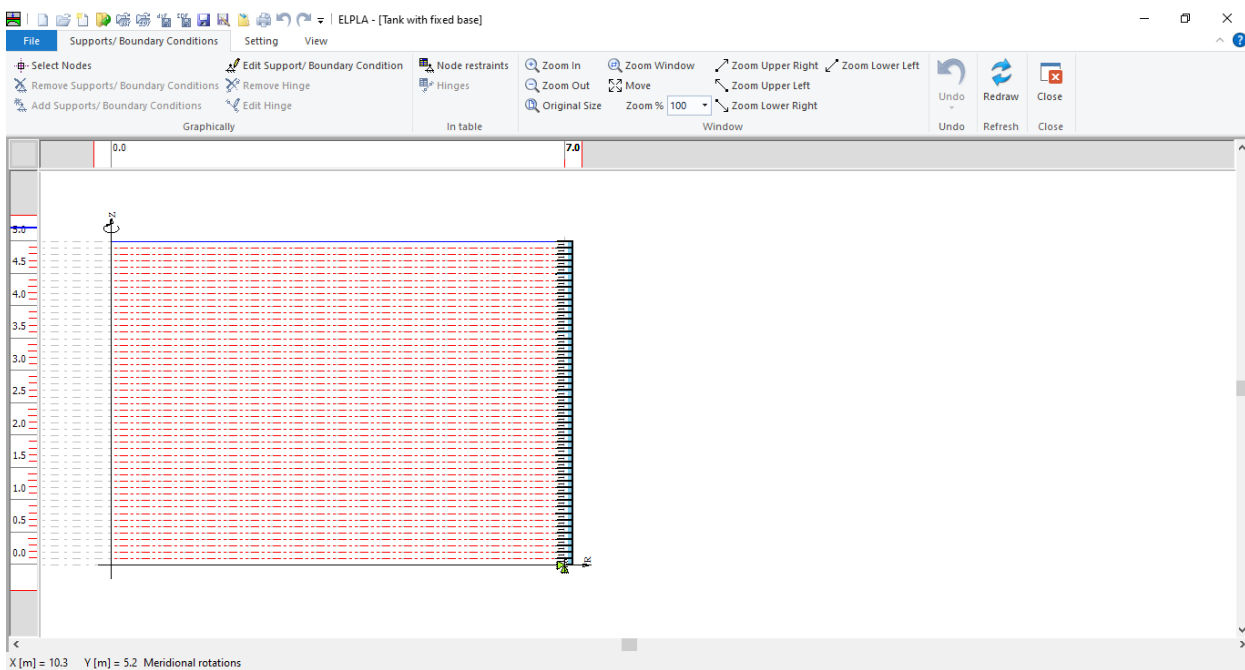 ELPLA - [Tank with fixed base]
File Supports/ Boundary Conditions Setting View
Select Nodes Edit Support/ Boundary Condition Node restraints Zoom In Zoom Window Zoom Upper Right Zoom Lower Left
Remove Supports/ Boundary Conditions Remove Hinge Hinges Zoom Out Move Zoom Upper Left
Add Supports/ Boundary Conditions Edit Hinge Original Size Zoom % 100 Zoom Lower Right
Undo Redraw Close
Graphically In table Window Undo Refresh Close
0.0 7.0
Z
5.0
4.5
4.0
3.5
3.0
2.5
2.0
1.5
1.0
0.5
0.0
R
X [m] = 10.3 Y [m] = 5.2 Meridional rotations